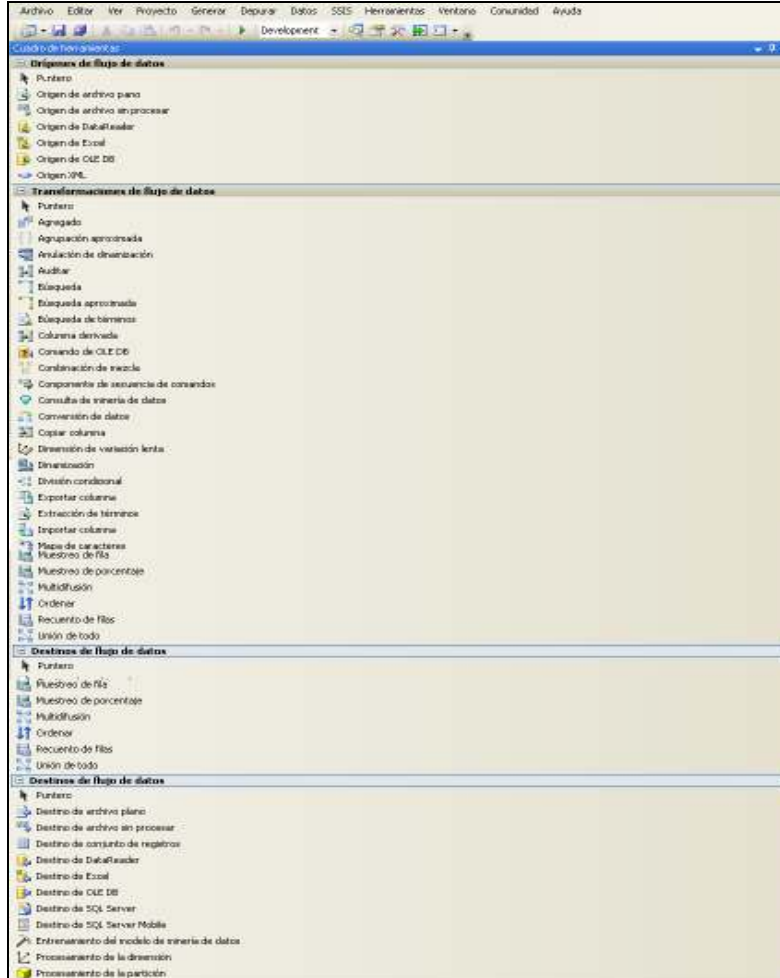 Archivo Editar Ver Proyecto Generar Depurar Datos SSIS Herramientas Ventana Comunidad Ayuda
Development
Cuadro de herramientas
Orígenes de flujo de datos
Puntero
Origen de archivo plano
Origen de archivo sin procesar
Origen de DataReader
Origen de Excel
Origen de OLE DB
Origen XML
Transformaciones de flujo de datos
Puntero
Agregado
Agrupación aproximada
Anulación de dinamización
Auditar
Búsqueda
Búsqueda aproximada
Búsqueda de términos
Columna derivada
Comando de OLE DB
Combinación de mezcla
Componente de secuencia de comandos
Consulta de minería de datos
Conversión de datos
Copiar columna
Dimensión de variación lenta
Dinamización
División condicional
Exportar columna
Extracción de términos
Importar columna
Mapa de caracteres
Muestreo de fila
Muestreo de porcentaje
Multidifusión
Ordenar
Recuento de filas
Unión de todo
Destinos de flujo de datos
Puntero
Muestreo de fila
Muestreo de porcentaje
Multidifusión
Ordenar
Recuento de filas
Unión de todo
Destinos de flujo de datos
Puntero
Destino de archivo plano
Destino de archivo sin procesar
Destino de conjunto de registros
Destino de DataReader
Destino de Excel
Destino de OLE DB
Destino de SQL Server
Destino de SQL Server Mobile
Entrenamiento del modelo de minería de datos
Procesamiento de la dimensión
Procesamiento de la partición